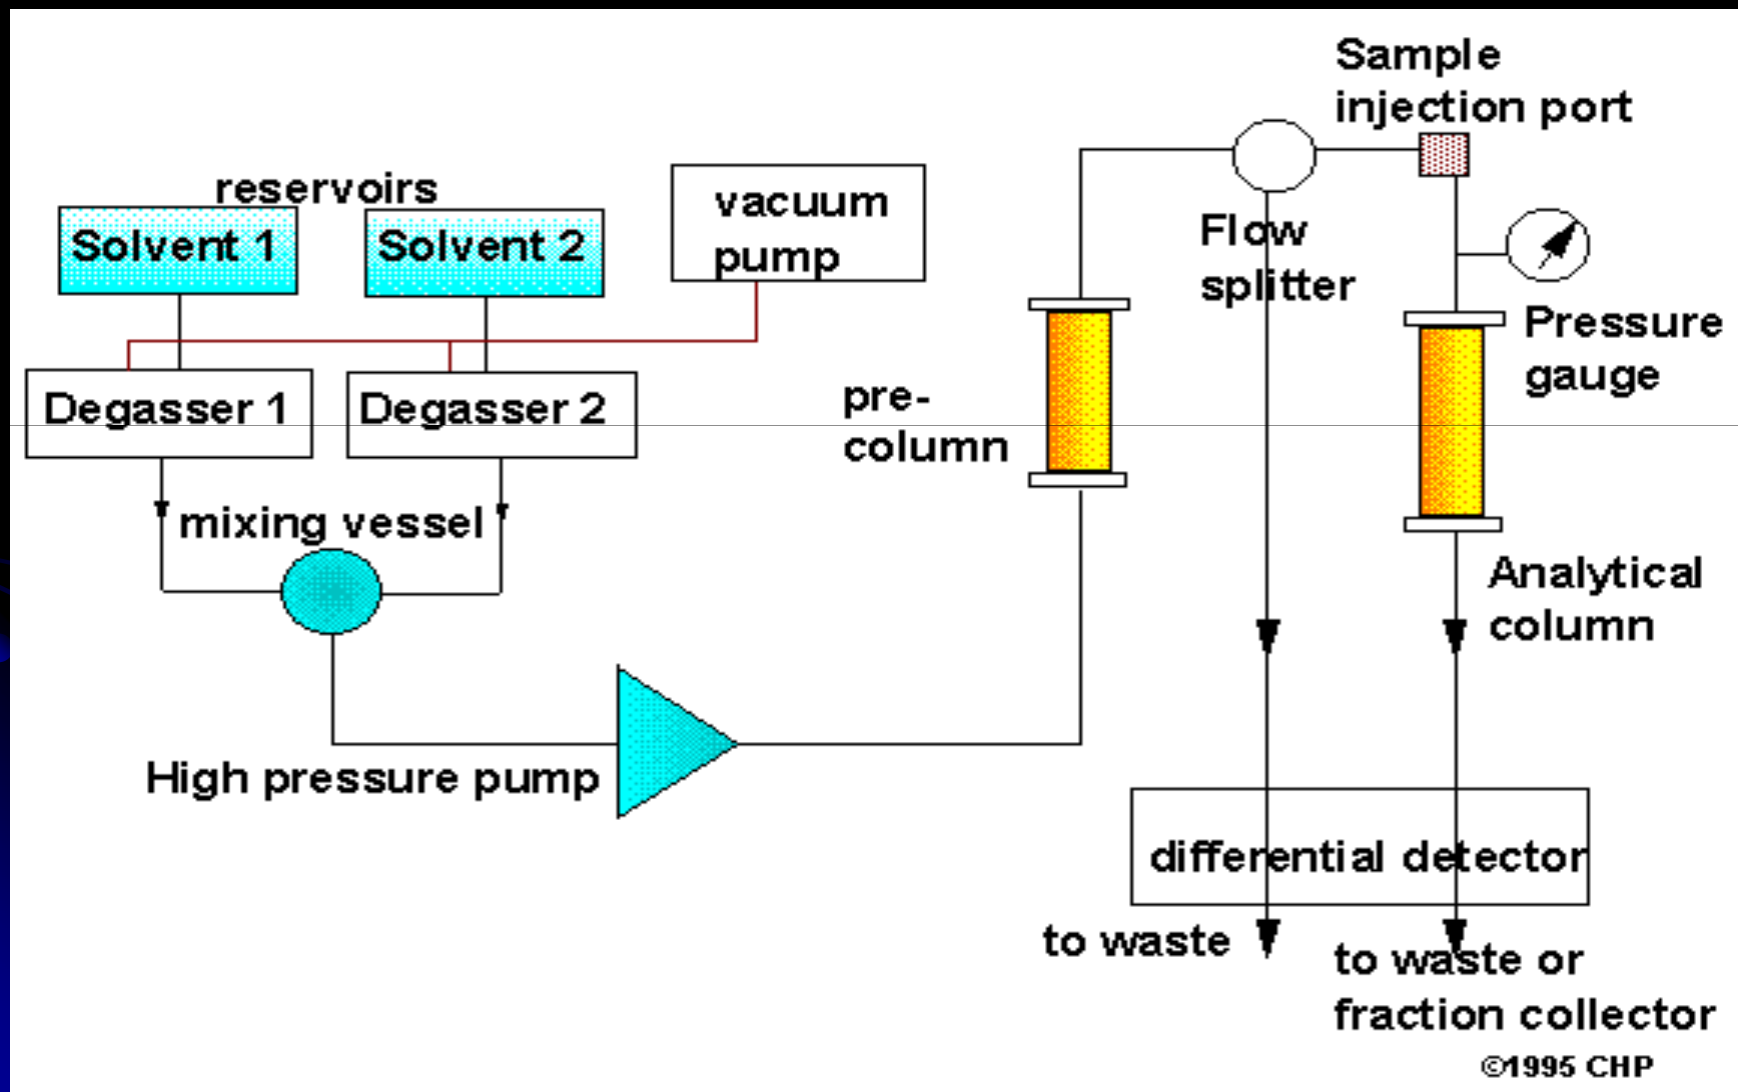 Sample
injection port
reservoirs
Solvent 1
Solvent 2
vacuum
pump
Flow
splitter
Pressure
gauge
Degasser 1
Degasser 2
pre-
column
mixing vessel
Analytical
column
High pressure pump
differential detector
to waste
to waste or
fraction collector
©1995 CHP